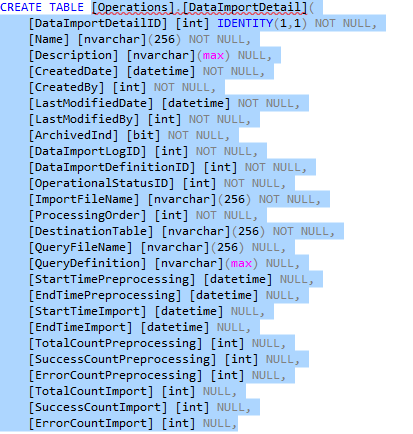 CREATE TABLE [Operations].[DataImportDetail](
[DataImportDetailID] [int] IDENTITY(1,1) NOT NULL,
[Name] [nvarchar](256) NOT NULL,
[Description] [nvarchar](max) NOT NULL,
[CreatedDate] [datetime] NOT NULL,
[CreatedBy] [int] NOT NULL,
[LastModifiedDate] [datetime] NOT NULL,
[LastModifiedBy] [int] NOT NULL,
[ArchivedInd] [bit] NOT NULL,
[DataImportLogID] [int] NOT NULL,
[DataImportDefinitionID] [int] NOT NULL,
[OperationalStatusID] [int] NOT NULL,
[ImportFileName] [nvarchar](256) NOT NULL,
[ProcessingOrder] [int] NOT NULL,
[DestinationTable] [nvarchar](256) NOT NULL,
[QueryFileName] [nvarchar](256) NULL,
[QueryDefinition] [nvarchar](max) NULL,
[StartTimePreprocessing] [datetime] NULL,
[EndTimePreprocessing] [datetime] NULL,
[StartTimeImport] [datetime] NULL,
[EndTimeImport] [datetime] NULL,
[TotalCountPreprocessing] [int] NULL,
[SuccessCountPreprocessing] [int] NULL,
[ErrorCountPreprocessing] [int] NULL,
[TotalCountImport] [int] NULL,
[SuccessCountImport] [int] NULL,
[ErrorCountImport] [int] NULL,